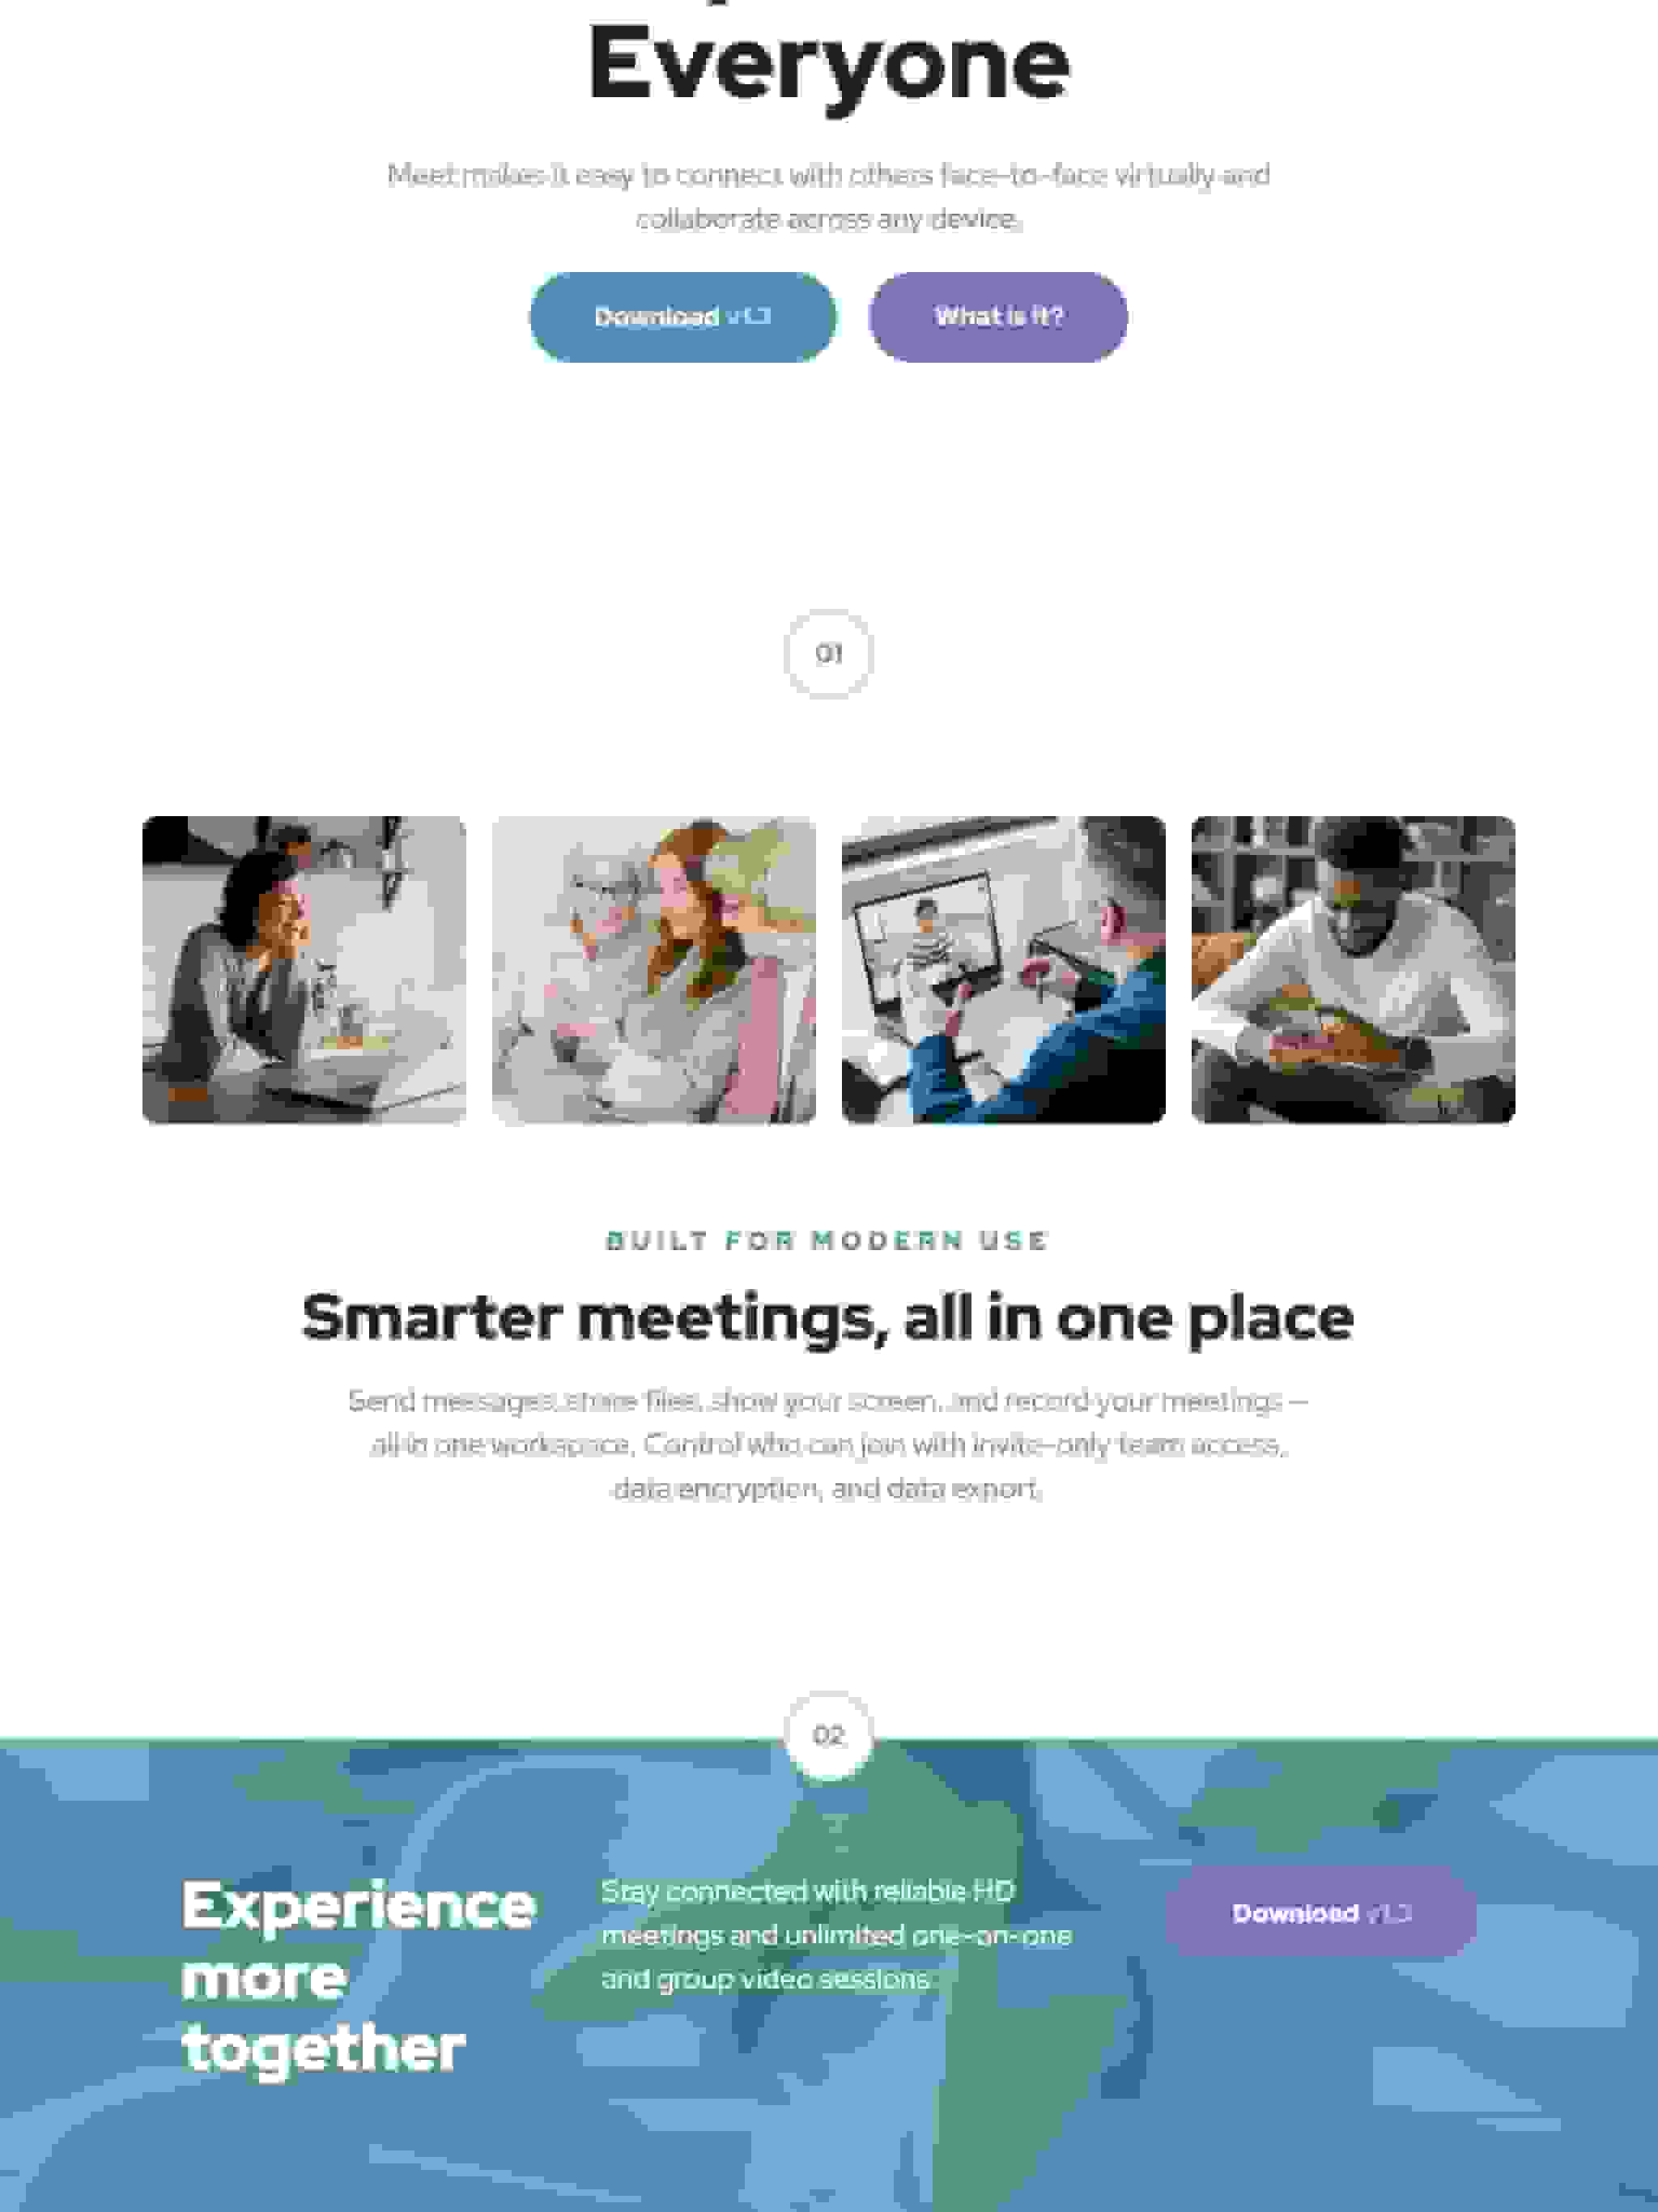 Everyone
Meet makes it easy to connect with others face-to-face virtually and
collaborate across any device.
Download v1.3
What is it?
01
BUILT FOR MODERN USE
Smarter meetings, all in one place
Send messages, share files, show your screen, and record your meetings –
all in one workspace. Control who can join with invite-only team access,
data encryption, and data export.
02
Experience
more
together
Stay connected with reliable HD
meetings and unlimited one-on-one
and group video sessions.
Download v1.3